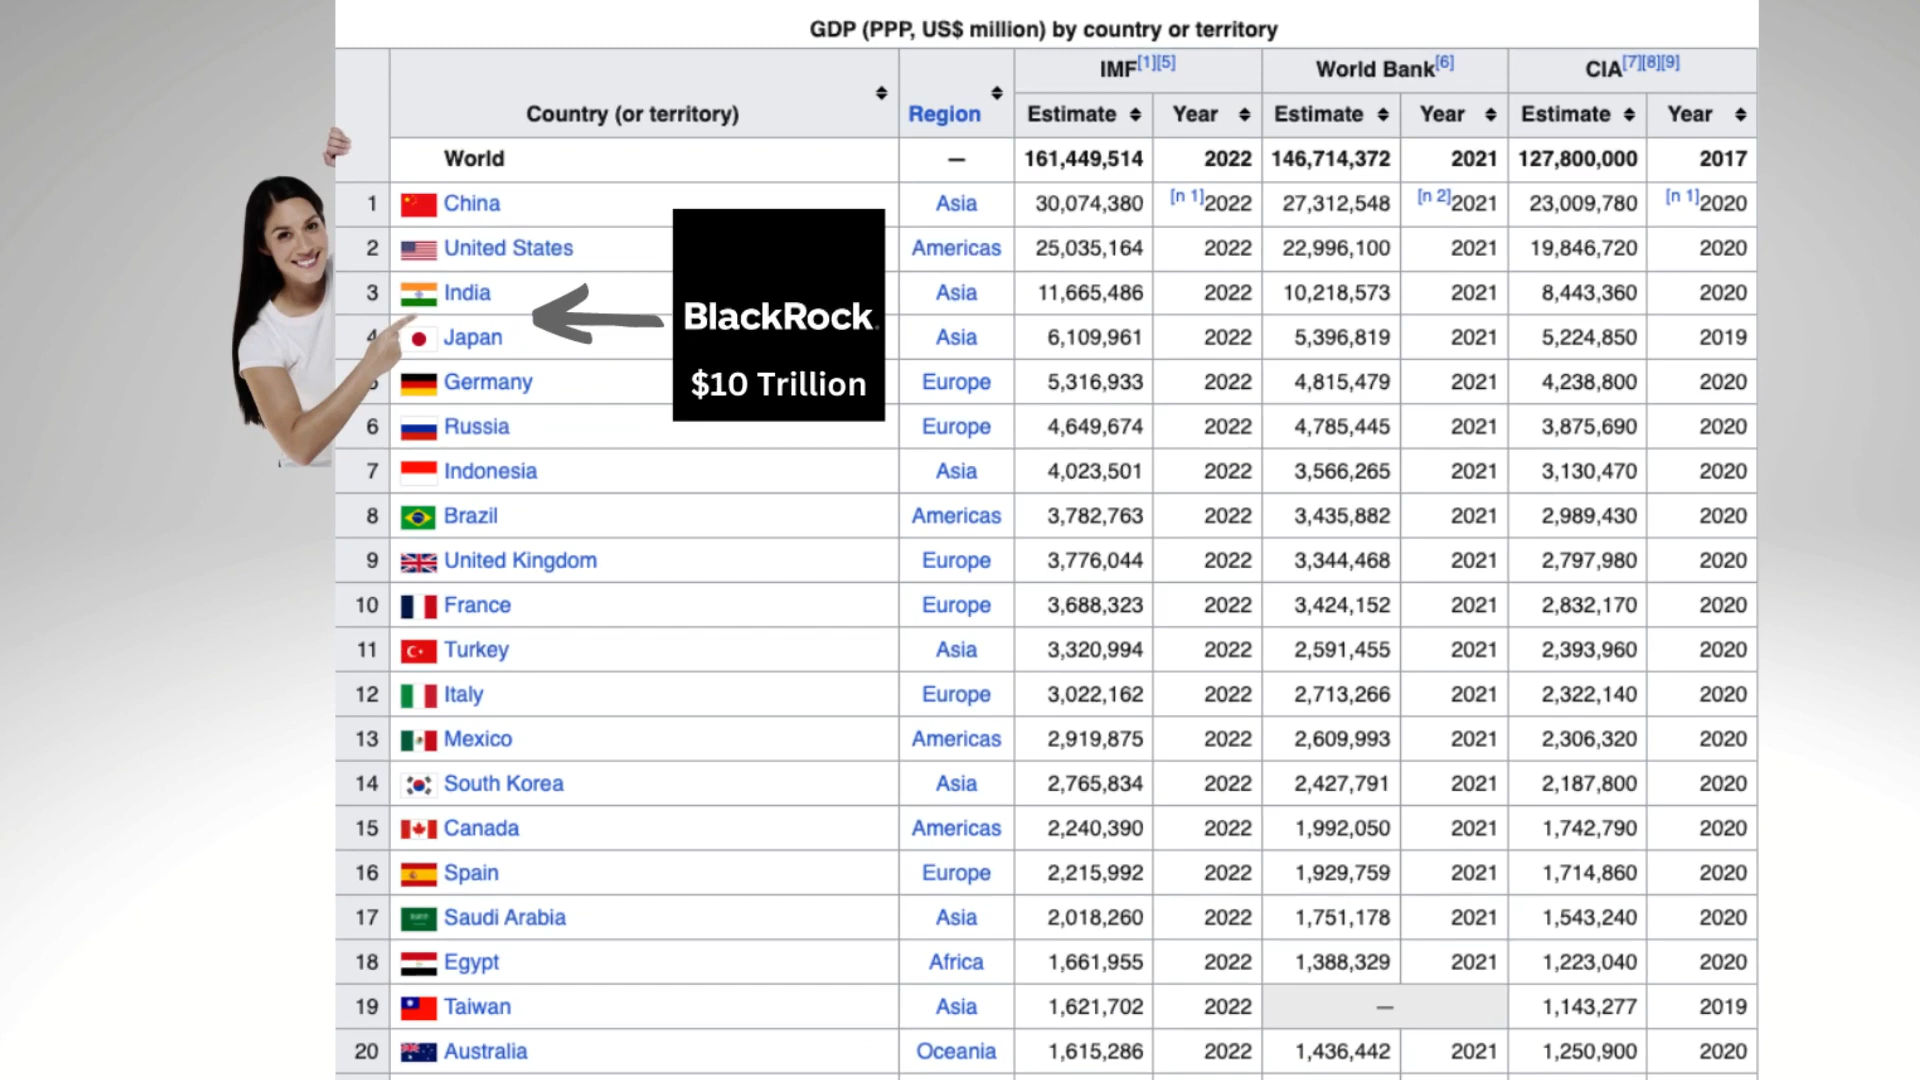 GDP (PPP, US$ million) by country or territory
Country (or territory) Region IMF[1][5] World Bank[6] CIA[7][8][9]
Estimate Year Estimate Year Estimate Year
World — 161,449,514 2022 146,714,372 2021 127,800,000 2017
1 China Asia 30,074,380 [n 1]2022 27,312,548 [n 2]2021 23,009,780 [n 1]2020
2 United States Americas 25,035,164 2022 22,996,100 2021 19,846,720 2020
3 India Asia 11,665,486 2022 10,218,573 2021 8,443,360 2020
BlackRock.
4 Japan Asia 6,109,961 2022 5,396,819 2021 5,224,850 2019
$10 Trillion
5 Germany Europe 5,316,933 2022 4,815,479 2021 4,238,800 2020
6 Russia Europe 4,649,674 2022 4,785,445 2021 3,875,690 2020
7 Indonesia Asia 4,023,501 2022 3,566,265 2021 3,130,470 2020
8 Brazil Americas 3,782,763 2022 3,435,882 2021 2,989,430 2020
9 United Kingdom Europe 3,776,044 2022 3,344,468 2021 2,797,980 2020
10 France Europe 3,688,323 2022 3,424,152 2021 2,832,170 2020
11 Turkey Asia 3,320,994 2022 2,591,455 2021 2,393,960 2020
12 Italy Europe 3,022,162 2022 2,713,266 2021 2,322,140 2020
13 Mexico Americas 2,919,875 2022 2,609,993 2021 2,306,320 2020
14 South Korea Asia 2,765,834 2022 2,427,791 2021 2,187,800 2020
15 Canada Americas 2,240,390 2022 1,992,050 2021 1,742,790 2020
16 Spain Europe 2,215,992 2022 1,929,759 2021 1,714,860 2020
17 Saudi Arabia Asia 2,018,260 2022 1,751,178 2021 1,543,240 2020
18 Egypt Africa 1,661,955 2022 1,388,329 2021 1,223,040 2020
19 Taiwan Asia 1,621,702 2022 — 1,143,277 2019
20 Australia Oceania 1,615,286 2022 1,436,442 2021 1,250,900 2020